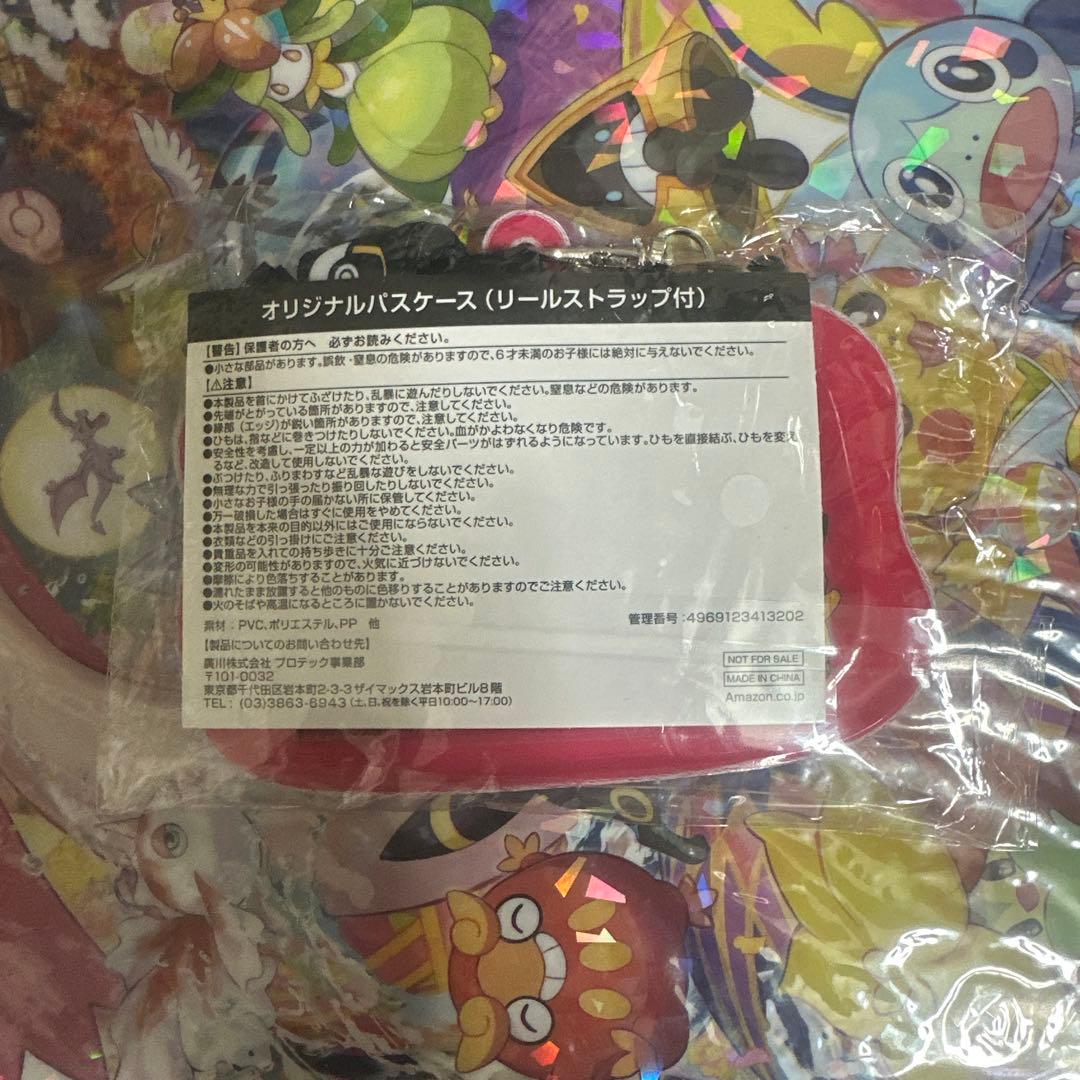 オリジナルパスケース(リールストラップ付)
【警告】保護者の方へ 必ずお読みください。
●小さな部品があります。誤飲・窒息の危険がありますので、6才未満のお子様には絶対に与えないでください。
【⚠注意】
●本製品を首にかけてふざけたり、乱暴に遊んだりしないでください。窒息などの危険があります。
●先端がとがっている箇所がありますので、注意してください。
●縁部(エッジ)が鋭い箇所がありますので、注意してください。
●ひもは、指などに巻きつけたりしないでください。血がかよわなくなり危険です。
●安全性を考慮し、一定以上の力が加わると安全パーツがはずれるようになっています。ひもを直接結ぶ、ひもを変え
るなど、改造して使用しないでください。
●ぶつけたり、ふりまわすなど乱暴な遊びをしないでください。
●無理な力で引っ張ったり振り回したりしないでください。
●小さなお子様の手の届かない所に保管してください。
●万一破損した場合はすぐに使用をやめてください。
●本製品を本来の目的以外にはご使用にならないでください。
●衣類などの引っ掛けにご注意ください。
●貴重品を入れての持ち歩きに十分ご注意ください。
●変形の可能性がありますので、火気に近づけないでください。
●摩擦により色落ちすることがあります。
●濡れたまま放置すると他のものに色移りすることがありますのでご注意ください。
●火のそばや高温になるところに置かないでください。
素材:PVC、ポリエステル、PP 他
管理番号:4969123413202
【製品についてのお問い合わせ先】
廣川株式会社 プロテック事業部
〒101-0032
東京都千代田区岩本町2-3-3ザイマックス岩本町ビル8階
TEL:(03)3863-6943(土、日、祝を除く平日10:00〜17:00)
NOT FOR SALE
MADE IN CHINA
Amazon.co.jp